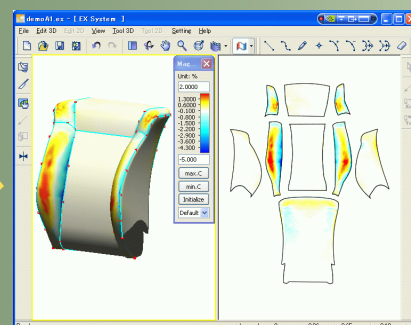 demoA1.ex - [ EX System ]
File Edit 3D Edit 2D View Tool 3D Tool 2D Setting Help
Unit: %
2.0000
1.3000
0.6000
-0.100
-0.800
-1.500
-2.200
-2.900
-3.600
-4.300
-5.000
max.C
min.C
Initialize
Default